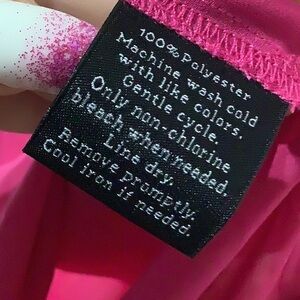 100% Polyester
Machine wash cold
with like colors.
Gentle cycle.
Only non-chlorine
bleach when needed.
Line dry.
Remove promptly.
Cool Iron if needed.